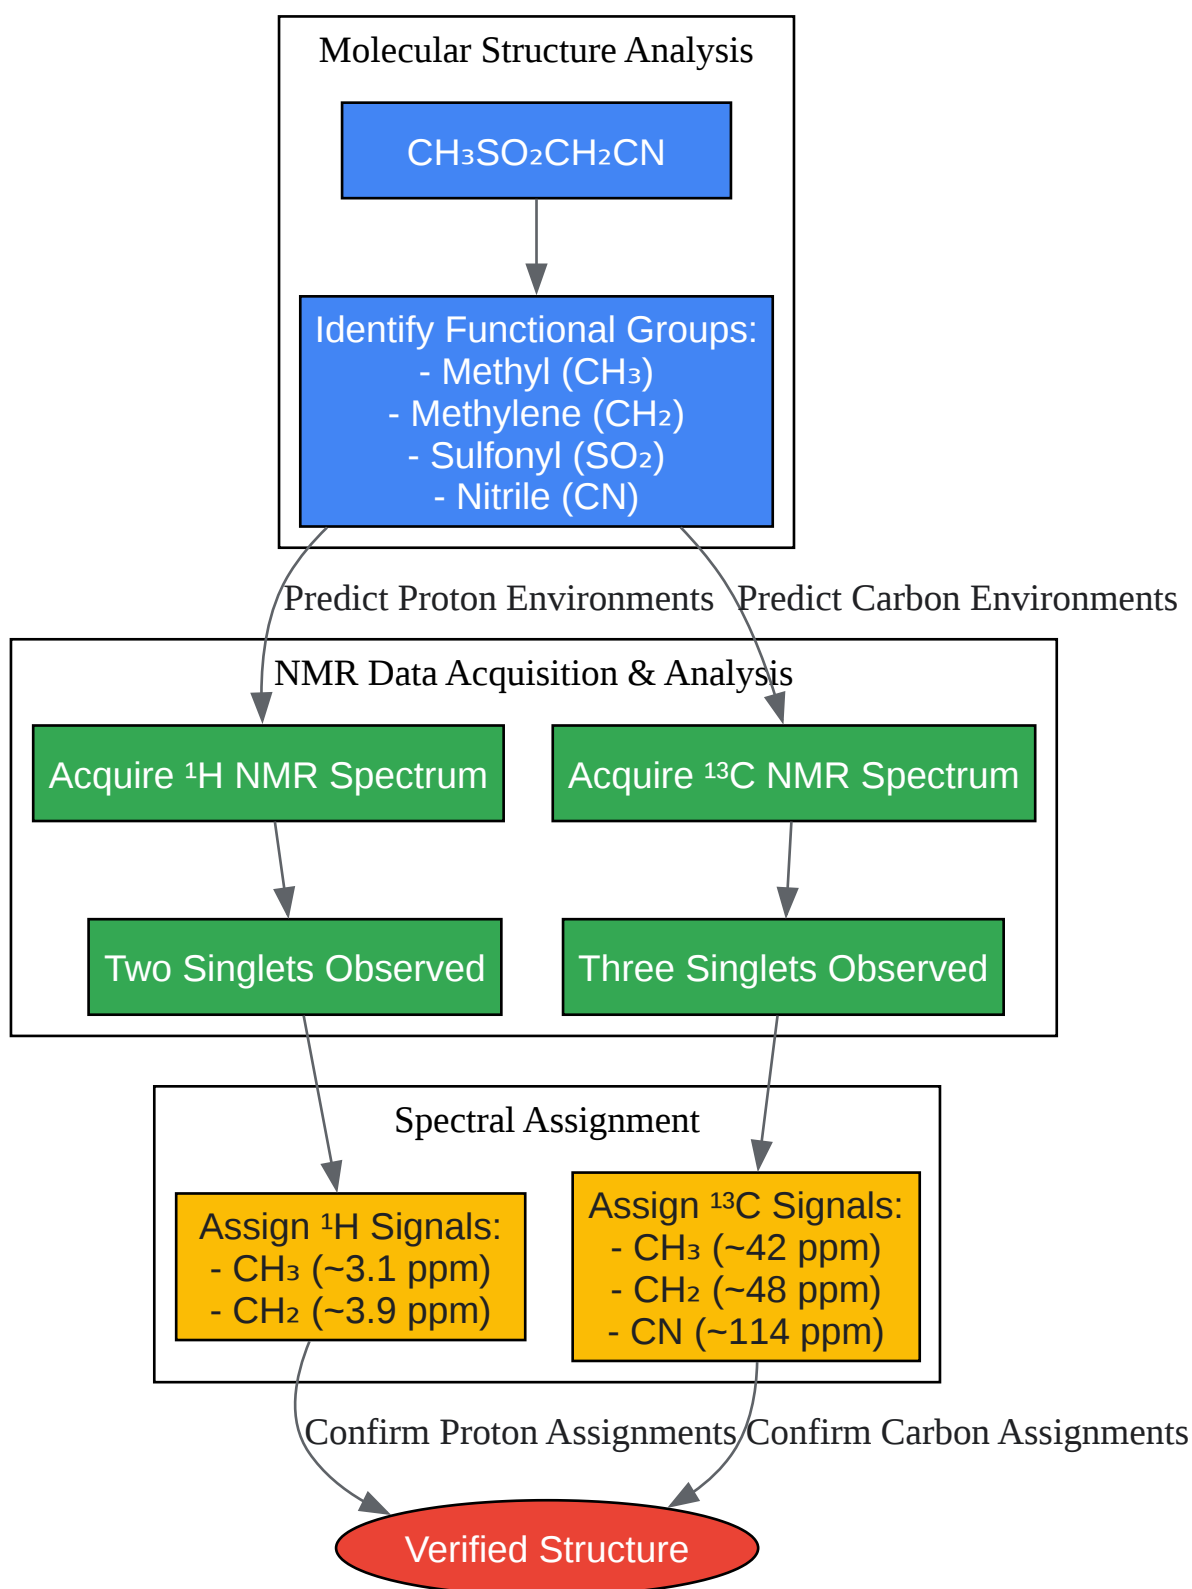 Molecular Structure Analysis
CH₃SO₂CH₂CN
Identify Functional Groups:
- Methyl (CH₃)
- Methylene (CH₂)
- Sulfonyl (SO₂)
- Nitrile (CN)
Predict Proton Environments
Predict Carbon Environments
NMR Data Acquisition & Analysis
Acquire ¹H NMR Spectrum
Acquire ¹³C NMR Spectrum
Two Singlets Observed
Three Singlets Observed
Spectral Assignment
Assign ¹H Signals:
- CH₃ (~3.1 ppm)
- CH₂ (~3.9 ppm)
Assign ¹³C Signals:
- CH₃ (~42 ppm)
- CH₂ (~48 ppm)
- CN (~114 ppm)
Confirm Proton Assignments
Confirm Carbon Assignments
Verified Structure